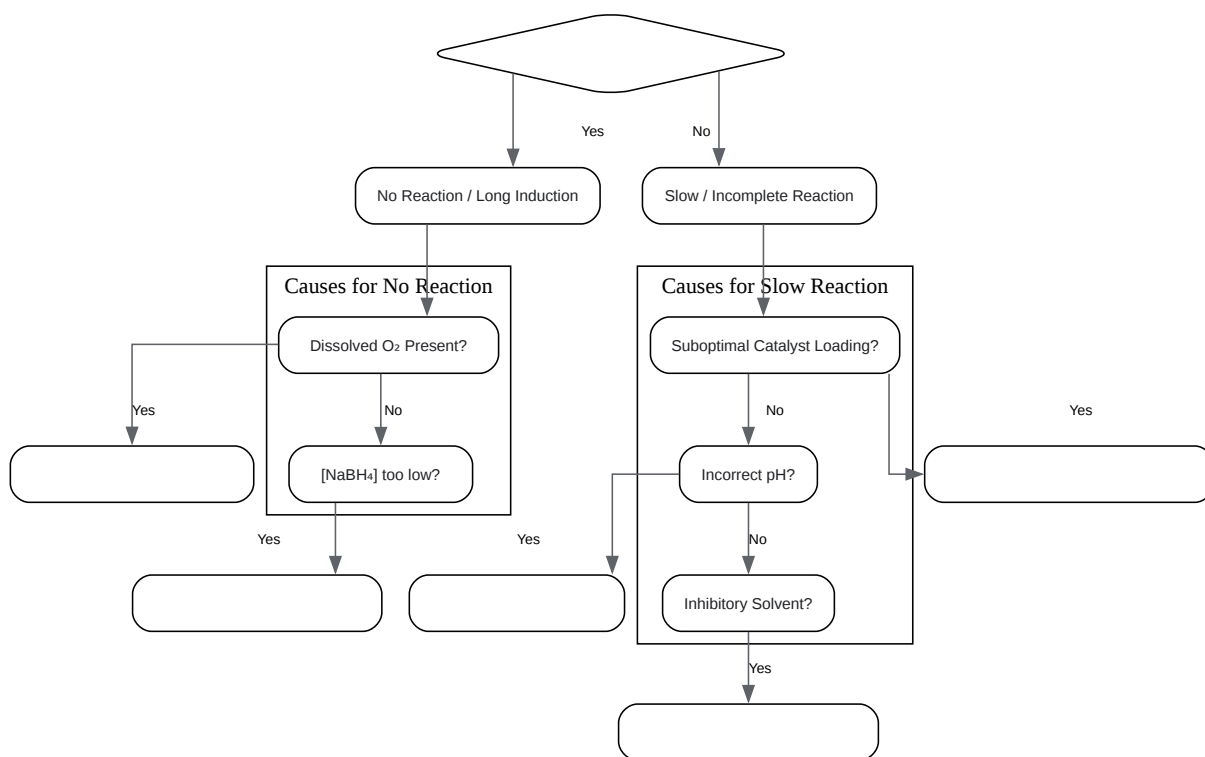 Yes
No
No Reaction / Long Induction
Slow / Incomplete Reaction
Causes for No Reaction
Causes for Slow Reaction
Dissolved O₂ Present?
Suboptimal Catalyst Loading?
Yes
No
No
Yes
[NaBH₄] too low?
Incorrect pH?
Yes
Yes
No
Inhibitory Solvent?
Yes